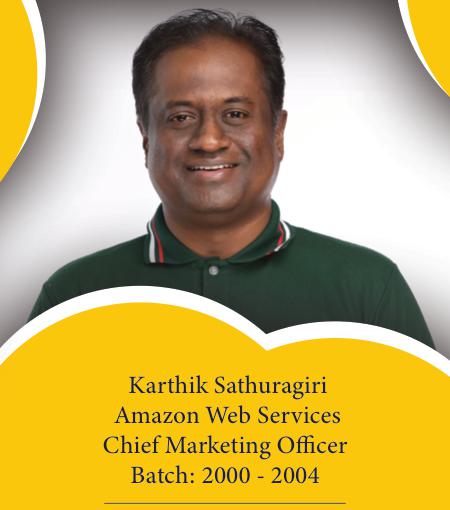 Karthik Sathuragiri
Amazon Web Services
Chief Marketing Officer
Batch: 2000 - 2004